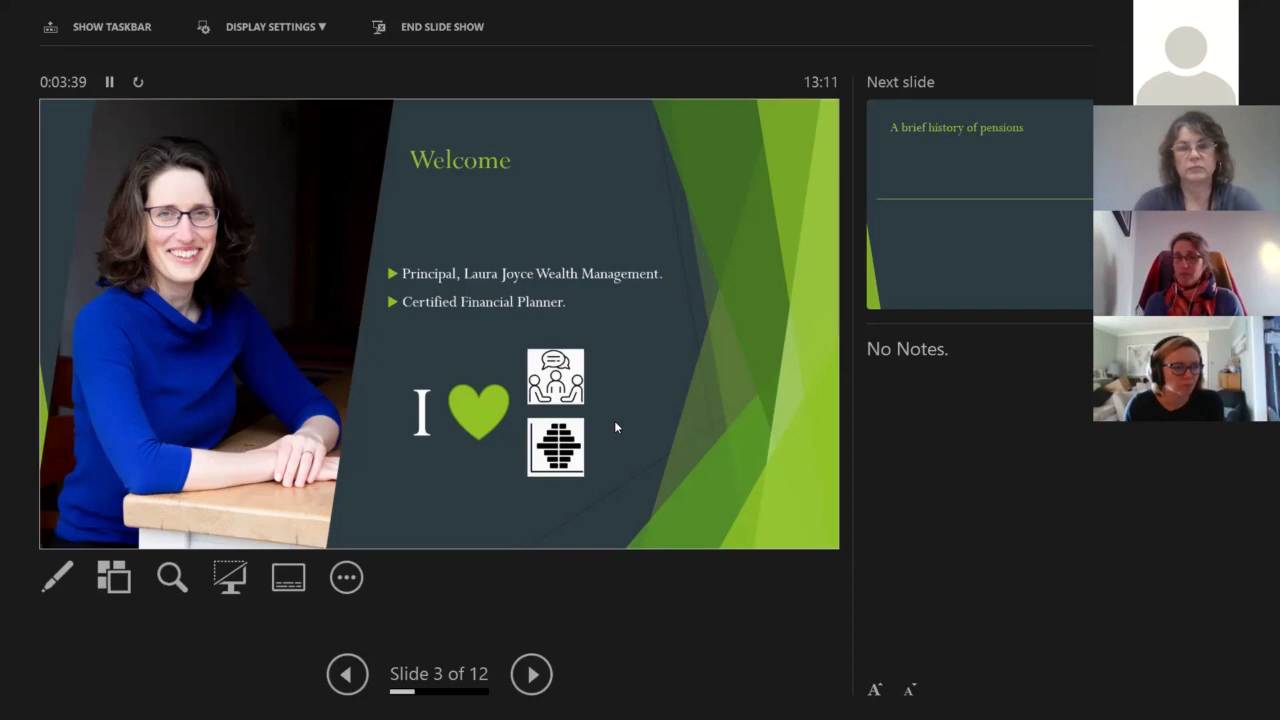 SHOW TASKBAR
DISPLAY SETTINGS ▼
END SLIDE SHOW
0:03:39
13:11
Next slide
Welcome
Principal, Laura Joyce Wealth Management.
Certified Financial Planner.
I
A brief history of pensions
No Notes.
Slide 3 of 12
A A